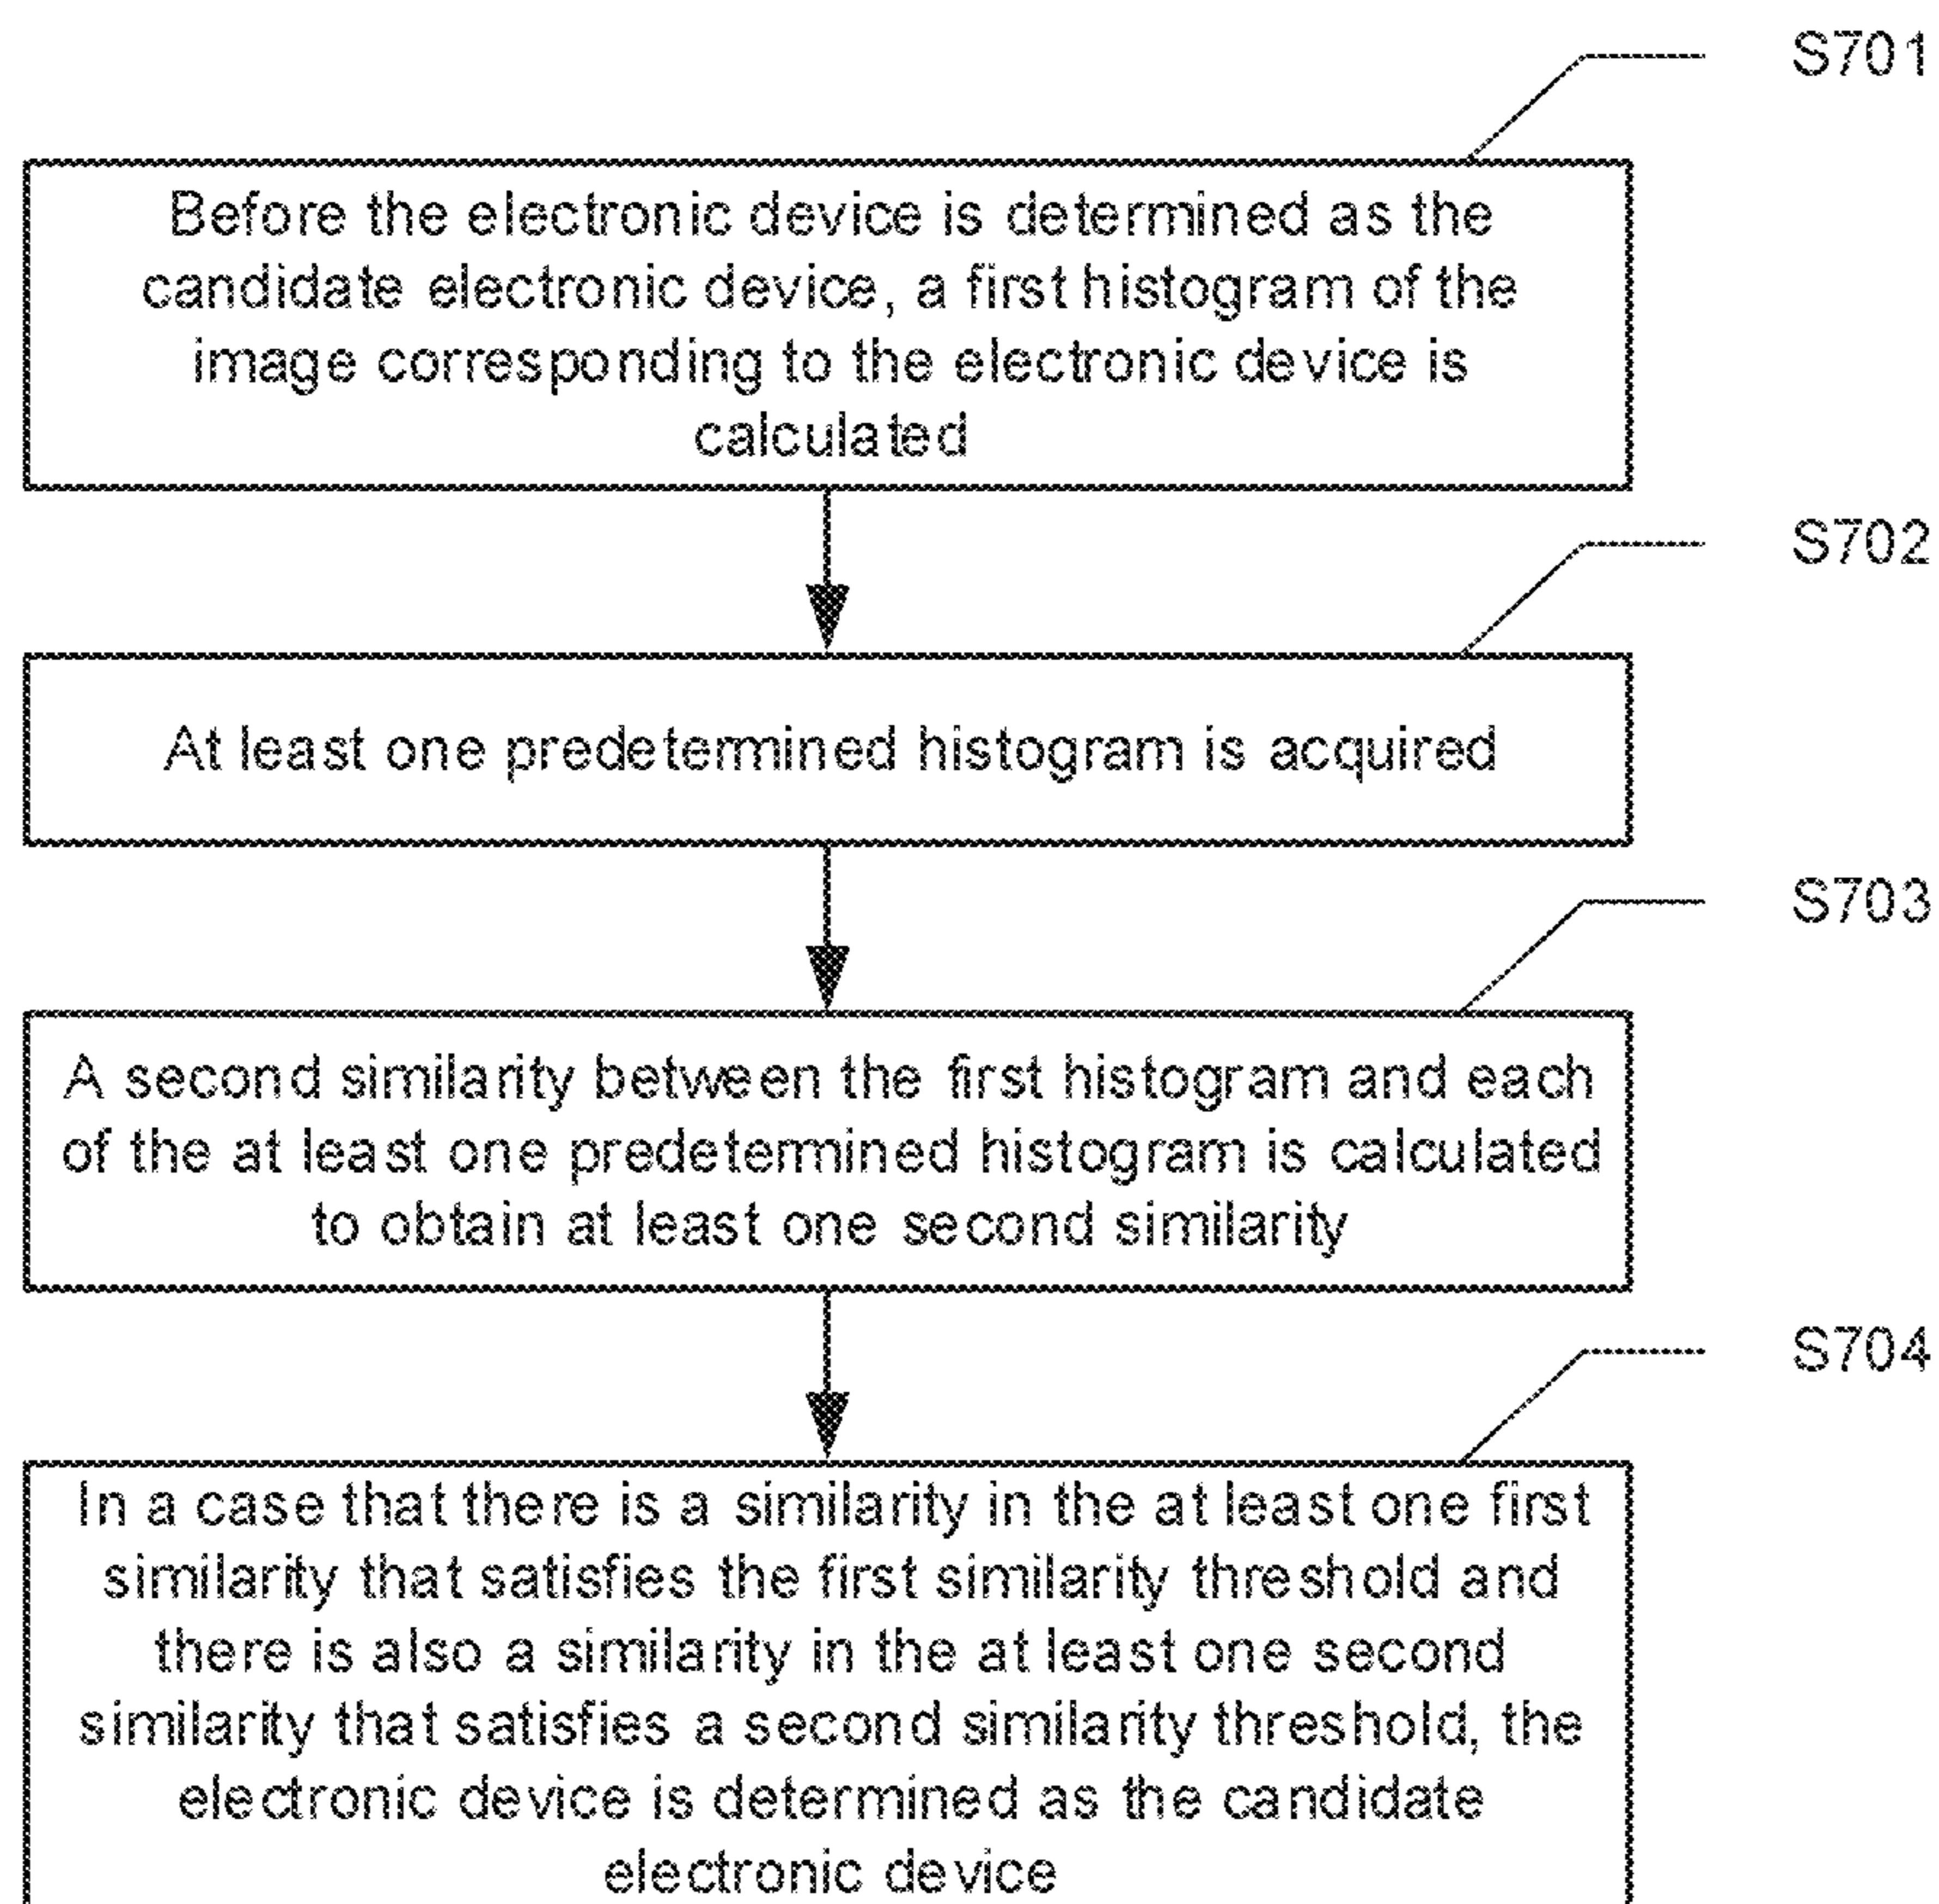 S701
Before the electronic device is determined as the
candidate electronic device, a first histogram of the
image corresponding to the electronic device is
calculated
S702
At least one predetermined histogram is acquired
S703
A second similarity between the first histogram and each
of the at least one predetermined histogram is calculated
to obtain at least one second similarity
S704
In a case that there is a similarity in the at least one first
similarity that satisfies the first similarity threshold and
there is also a similarity in the at least one second
similarity that satisfies a second similarity threshold, the
electronic device is determined as the candidate
electronic device